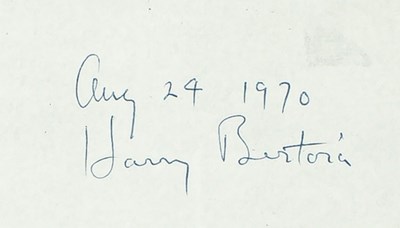 Aug 24 1970
Harry Bertoia